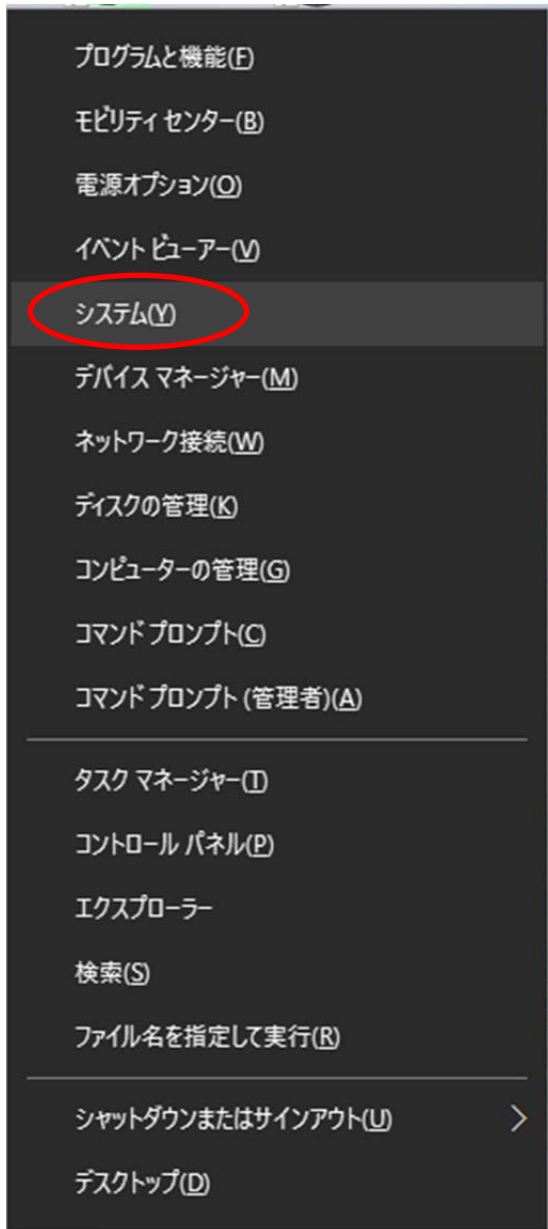 プログラムと機能(F)
モビリティ センター(B)
電源オプション(O)
イベント ビューアー(V)
システム(Y)
デバイス マネージャー(M)
ネットワーク接続(W)
ディスクの管理(K)
コンピューターの管理(G)
コマンド プロンプト(C)
コマンド プロンプト (管理者)(A)
タスク マネージャー(T)
コントロール パネル(P)
エクスプローラー
検索(S)
ファイル名を指定して実行(R)
シャットダウンまたはサインアウト(U)
デスクトップ(D)